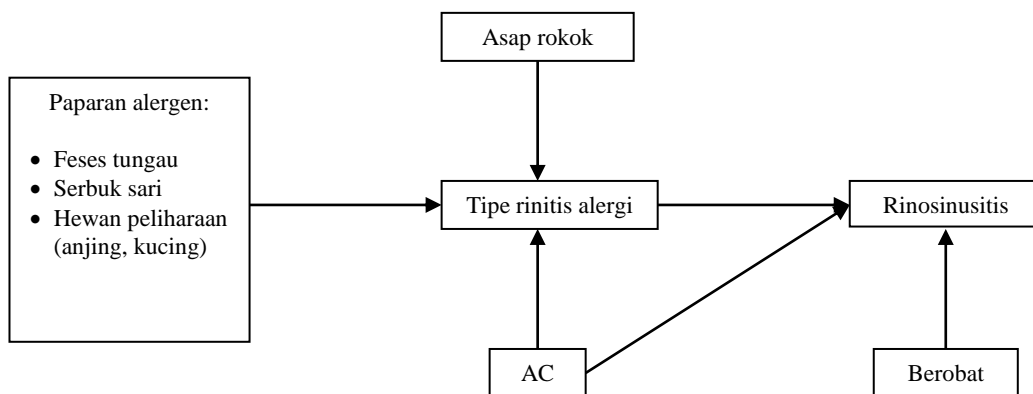 Asap rokok
Paparan alergen:
• Feses tungau
• Serbuk sari
• Hewan peliharaan
(anjing, kucing)
Tipe rinitis alergi
Rinosinusitis
AC
Berobat